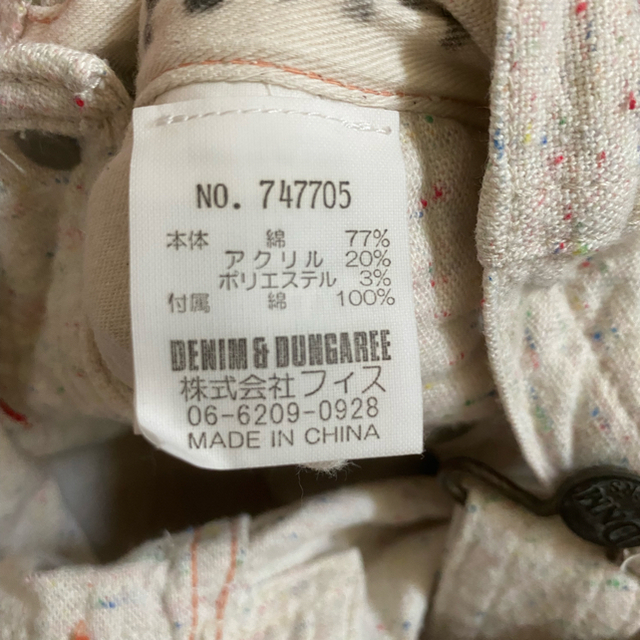 NO. 747705
本体 綿 77%
アクリル 20%
ポリエステル 3%
付属 綿 100%
DENIM & DUNGAREE
株式会社フィス
06-6209-0928
MADE IN CHINA